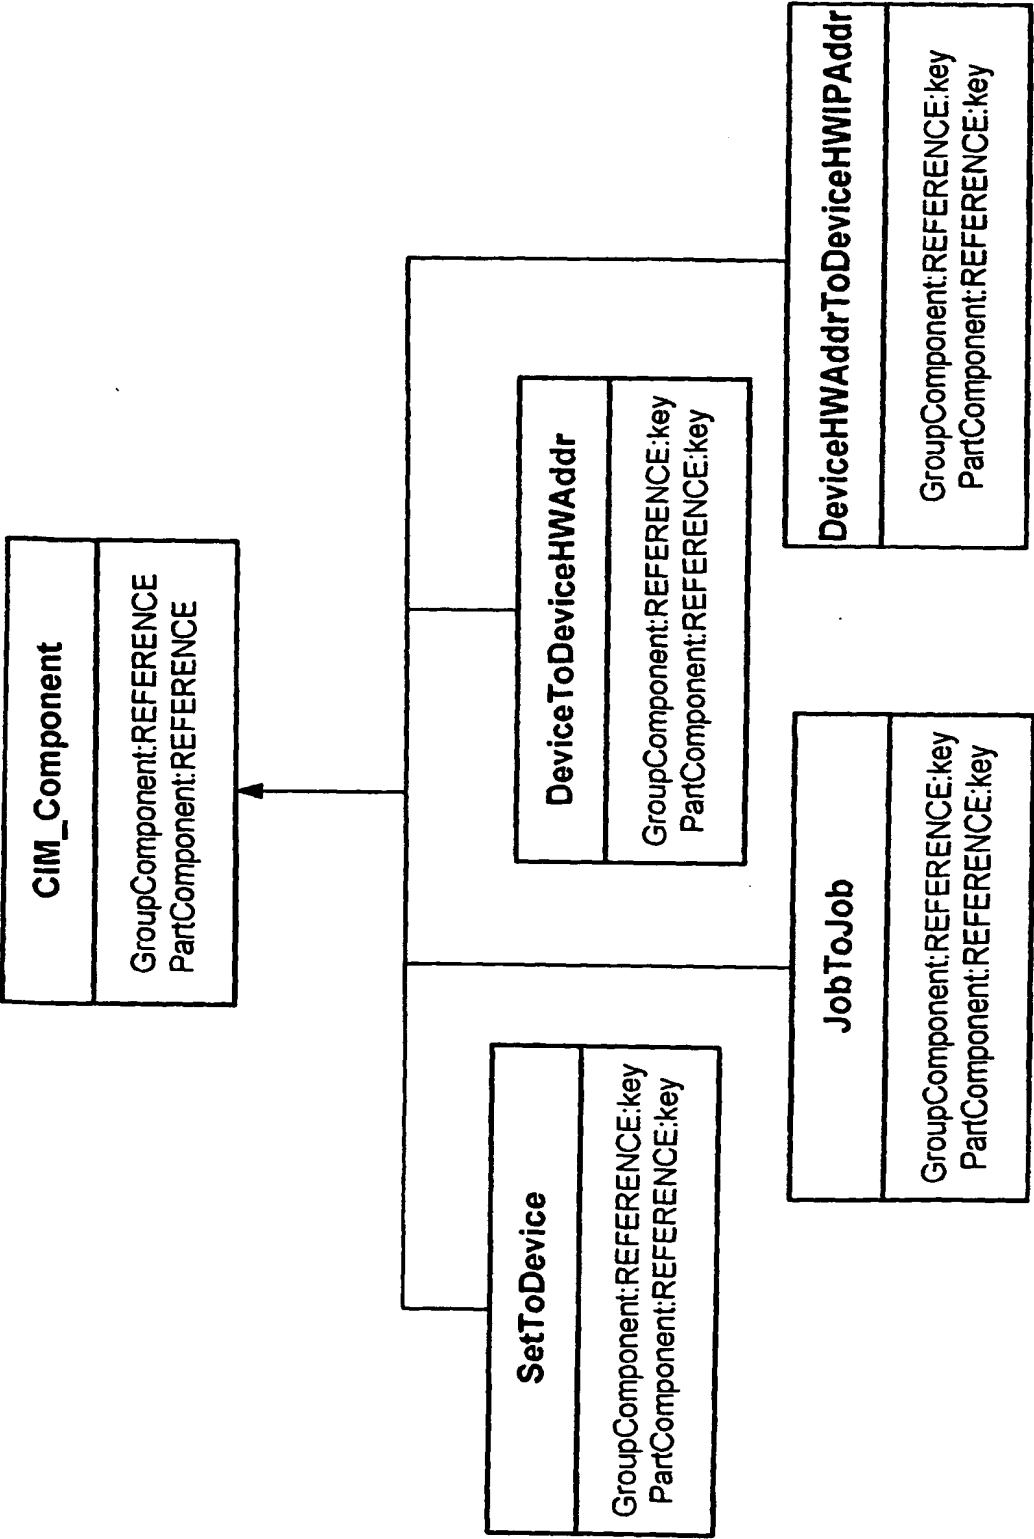 CIM_Component
GroupComponent:REFERENCE
PartComponent:REFERENCE
SetToDevice
GroupComponent:REFERENCE:key
PartComponent:REFERENCE:key
DeviceToDeviceHWAddr
GroupComponent:REFERENCE:key
PartComponent:REFERENCE:key
JobToJob
GroupComponent:REFERENCE:key
PartComponent:REFERENCE:key
DeviceHWAddrToDeviceHWIPAddr
GroupComponent:REFERENCE:key
PartComponent:REFERENCE:key